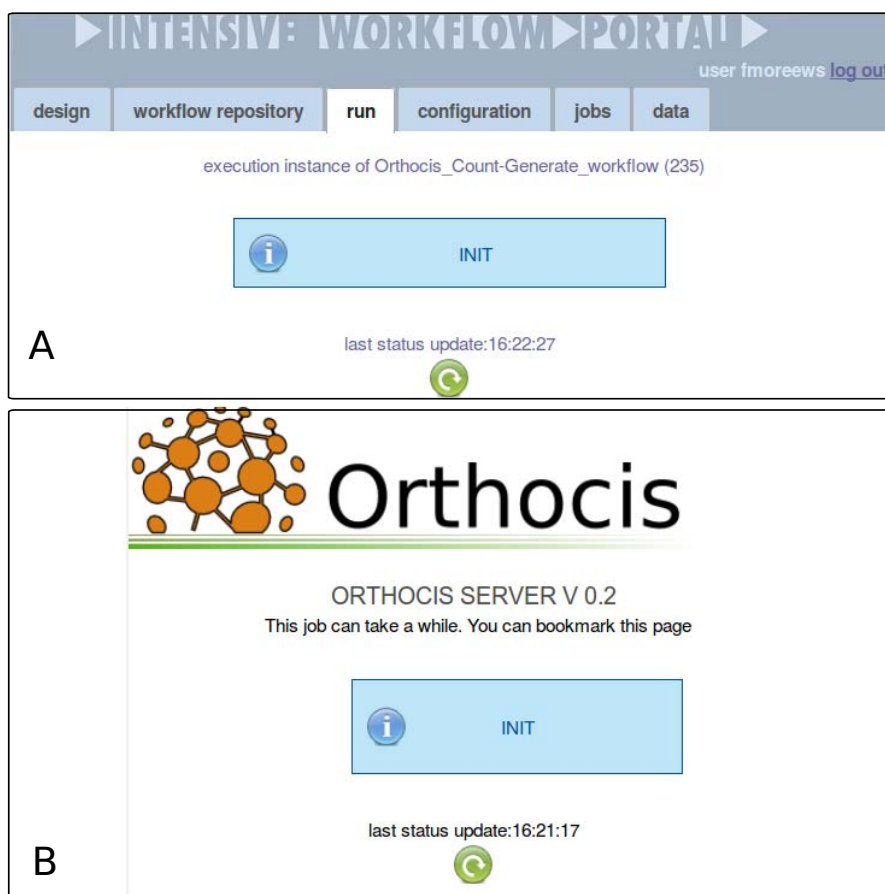 INTENSIVE WORKFLOW PORTAL
user fmoreews log out
design workflow repository run configuration jobs data
execution instance of Orthocis_Count-Generate_workflow (235)
INIT
last status update:16:22:27
A
Orthocis
ORTHOCIS SERVER V 0.2
This job can take a while. You can bookmark this page
INIT
last status update:16:21:17
B